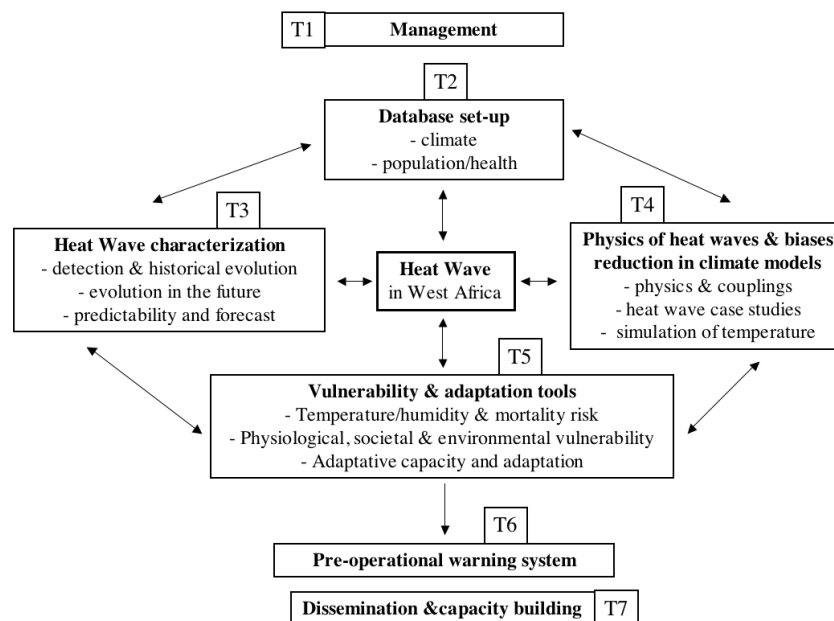 T1
Management
T2
Database set-up
- climate
- population/health
T3
Heat Wave characterization
- detection & historical evolution
- evolution in the future
- predictability and forecast
Heat Wave
in West Africa
T4
Physics of heat waves & biases
reduction in climate models
- physics & couplings
- heat wave case studies
- simulation of temperature
T5
Vulnerability & adaptation tools
- Temperature/humidity & mortality risk
- Physiological, societal & environmental vulnerability
- Adaptative capacity and adaptation
T6
Pre-operational warning system
Dissemination &capacity building
T7